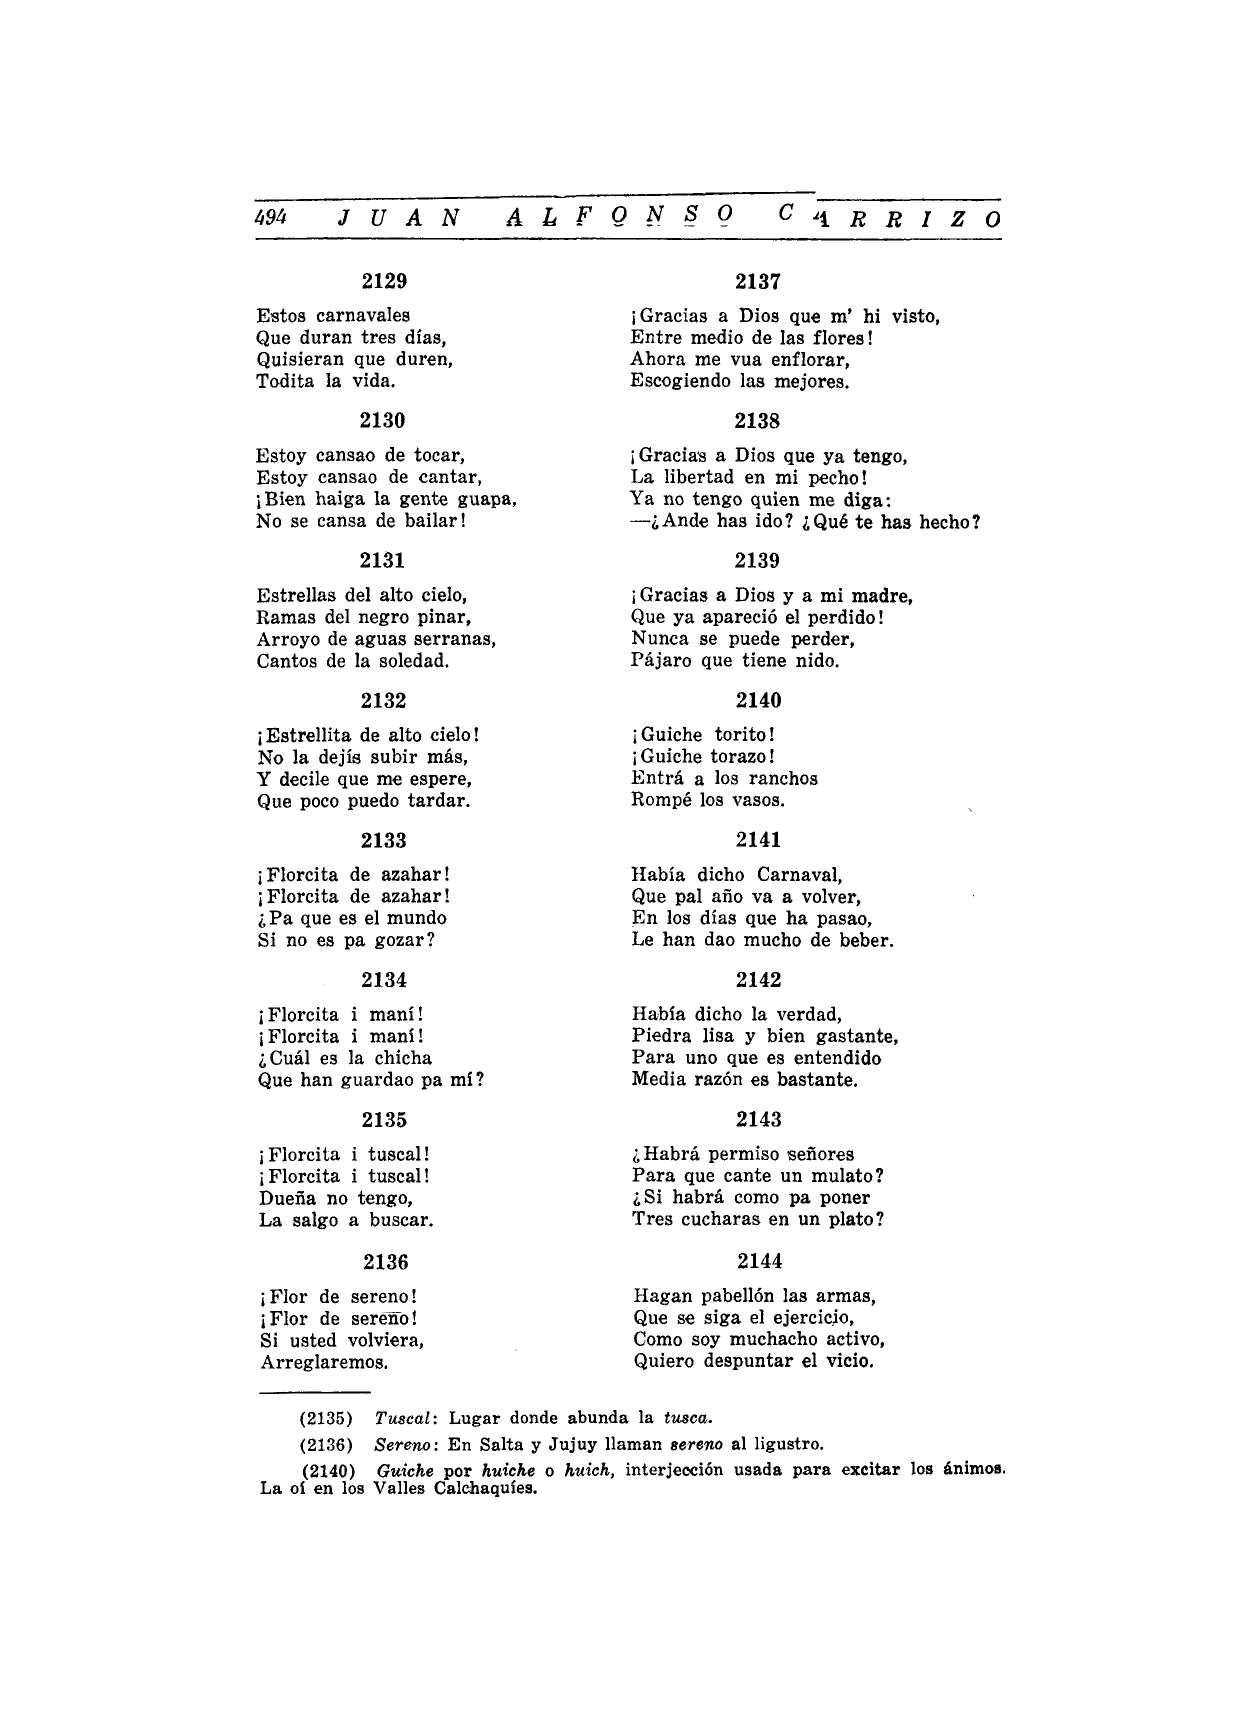 494 JUAN ALFONSO CARRIZO
2129
Estos carnavales
Que duran tres días,
Quisieran que duren,
Todita la vida.
2130
Estoy cansao de tocar,
Estoy cansao de cantar,
¡Bien haiga la gente guapa,
No se cansa de bailar!
2131
Estrellas del alto cielo,
Ramas del negro pinar,
Arroyo de aguas serranas,
Cantos de la soledad.
2132
¡Estrellita de alto cielo!
No la dejís subir más,
Y decile que me espere,
Que poco puedo tardar.
2133
¡Florcita de azahar!
¡Florcita de azahar!
¿Pa que es el mundo
Si no es pa gozar?
2134
¡Florcita i maní!
¡Florcita i maní!
¿Cuál es la chicha
Que han guardao pa mí?
2135
¡Florcita i tuscal!
¡Florcita i tuscal!
Dueña no tengo,
La salgo a buscar.
2136
¡Flor de sereno!
¡Flor de sereno!
Si usted volviera,
Arreglaremos.
2137
¡Gracias a Dios que m' hi visto,
Entre medio de las flores!
Ahora me vua enflorar,
Escogiendo las mejores.
2138
¡Gracias a Dios que ya tengo,
La libertad en mi pecho!
Ya no tengo quien me diga:
—¿Ande has ido? ¿Qué te has hecho?
2139
¡Gracias a Dios y a mi madre,
Que ya apareció el perdido!
Nunca se puede perder,
Pájaro que tiene nido.
2140
¡Guiche torito!
¡Guiche torazo!
Entrá a los ranchos
Rompé los vasos.
2141
Había dicho Carnaval,
Que pal año va a volver,
En los días que ha pasao,
Le han dao mucho de beber.
2142
Había dicho la verdad,
Piedra lisa y bien gastante,
Para uno que es entendido
Media razón es bastante.
2143
¿Habrá permiso señores
Para que cante un mulato?
¿Si habrá como pa poner
Tres cucharas en un plato?
2144
Hagan pabellón las armas,
Que se siga el ejercicio,
Como soy muchacho activo,
Quiero despuntar el vicio.
(2135) Tuscal: Lugar donde abunda la tusca.
(2136) Sereno: En Salta y Jujuy llaman sereno al ligustro.
(2140) Guiche por huiche o huich, interjección usada para excitar los ánimos.
La oí en los Valles Calchaquíes.